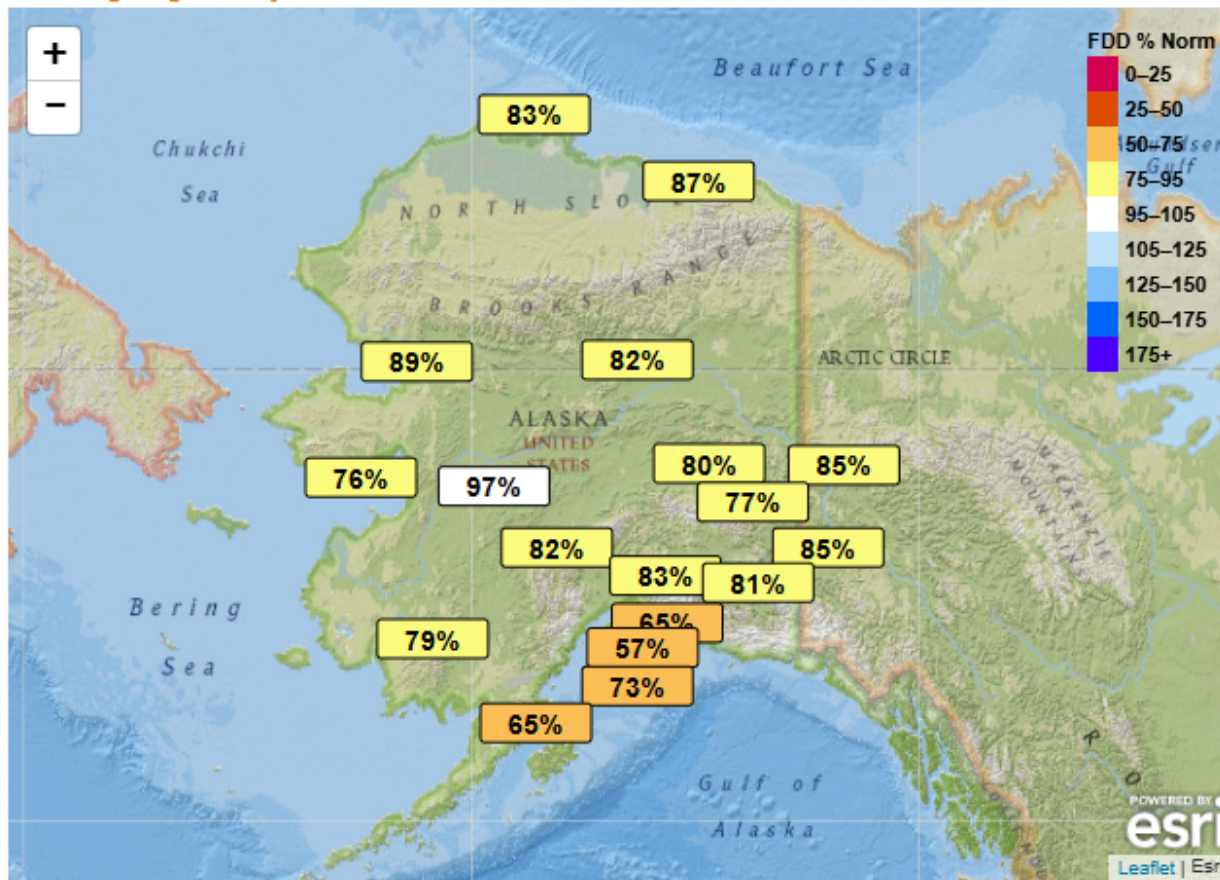 +
−
Beaufort Sea
FDD % Norm
0–25
25–50
50–75
75–95
95–105
105–125
125–150
150–175
175+
Gulf
83%
Chukchi
Sea
87%
NORTH SLO
BROOKS RANGE
89%
82%
ARCTIC CIRCLE
ALASKA
UNITED
STATES
76%
97%
80%
85%
77%
MACKENZIE
MOUNTAINS
82%
85%
83%
81%
Bering
Sea
79%
65%
57%
73%
65%
Gulf of
Alaska
R O
POWERED BY
esri
Leaflet | Esr